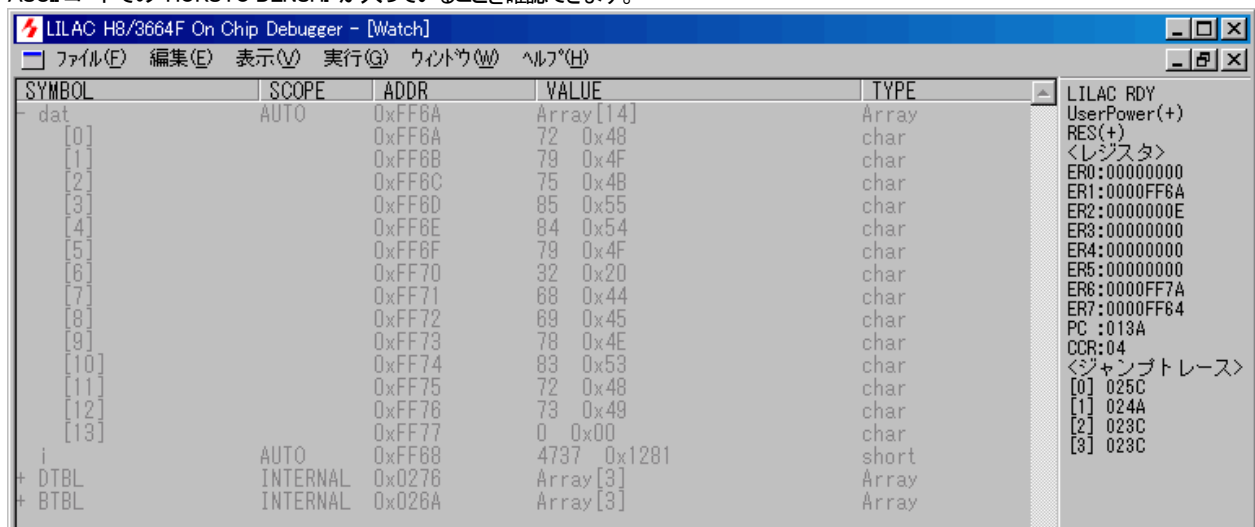 LILAC H8/3664F On Chip Debugger - [Watch]
ファイル(F) 編集(E) 表示(V) 実行(G) ウィンドウ(W) ヘルプ(H)
SYMBOL SCOPE ADDR VALUE TYPE
- dat AUTO 0xFF6A Array[14] Array
[0] 0xFF6A 72 0x48 char
[1] 0xFF6B 79 0x4F char
[2] 0xFF6C 75 0x4B char
[3] 0xFF6D 85 0x55 char
[4] 0xFF6E 84 0x54 char
[5] 0xFF6F 79 0x4F char
[6] 0xFF70 32 0x20 char
[7] 0xFF71 68 0x44 char
[8] 0xFF72 69 0x45 char
[9] 0xFF73 78 0x4E char
[10] 0xFF74 83 0x53 char
[11] 0xFF75 72 0x48 char
[12] 0xFF76 73 0x49 char
[13] 0xFF77 0 0x00 char
i AUTO 0xFF68 4737 0x1281 short
+ DTBL INTERNAL 0x0276 Array[3] Array
+ BTBL INTERNAL 0x026A Array[3] Array
LILAC RDY
UserPower(+)
RES(+)
<レジスタ>
ER0:00000000
ER1:0000FF6A
ER2:0000000E
ER3:00000000
ER4:00000000
ER5:00000000
ER6:0000FF7A
ER7:0000FF64
PC :013A
CCR:04
<ジャンプトレース>
[0] 025C
[1] 024A
[2] 023C
[3] 023C